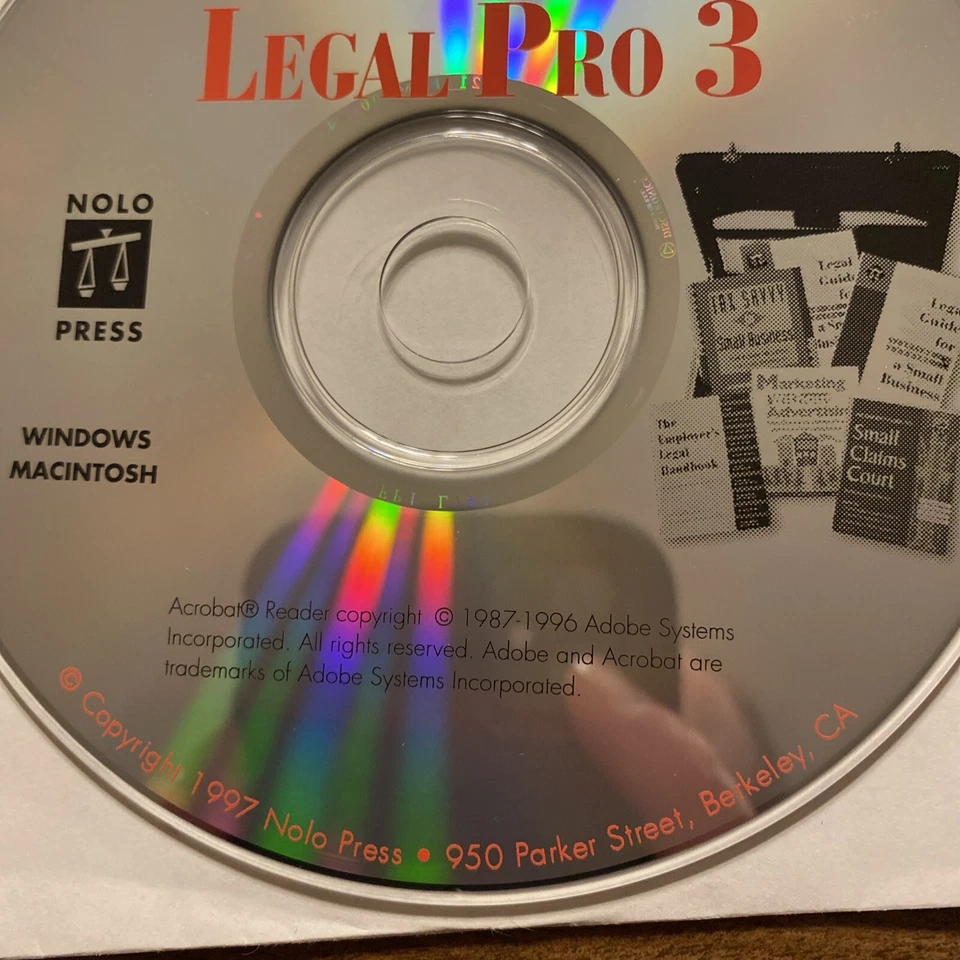 LEGAL PRO 3
NOLO
PRESS
WINDOWS
MACINTOSH
Legal
Guide
TAX SAVVY
Small Business
Legal
Guide
for
a Small
Business
Marketing
Without
Advertising
The
Employer's
Legal
Handbook
Small
Claims
Court
Acrobat® Reader copyright © 1987-1996 Adobe Systems
Incorporated. All rights reserved. Adobe and Acrobat are
trademarks of Adobe Systems Incorporated.
© Copyright 1997 Nolo Press • 950 Parker Street, Berkeley, CA